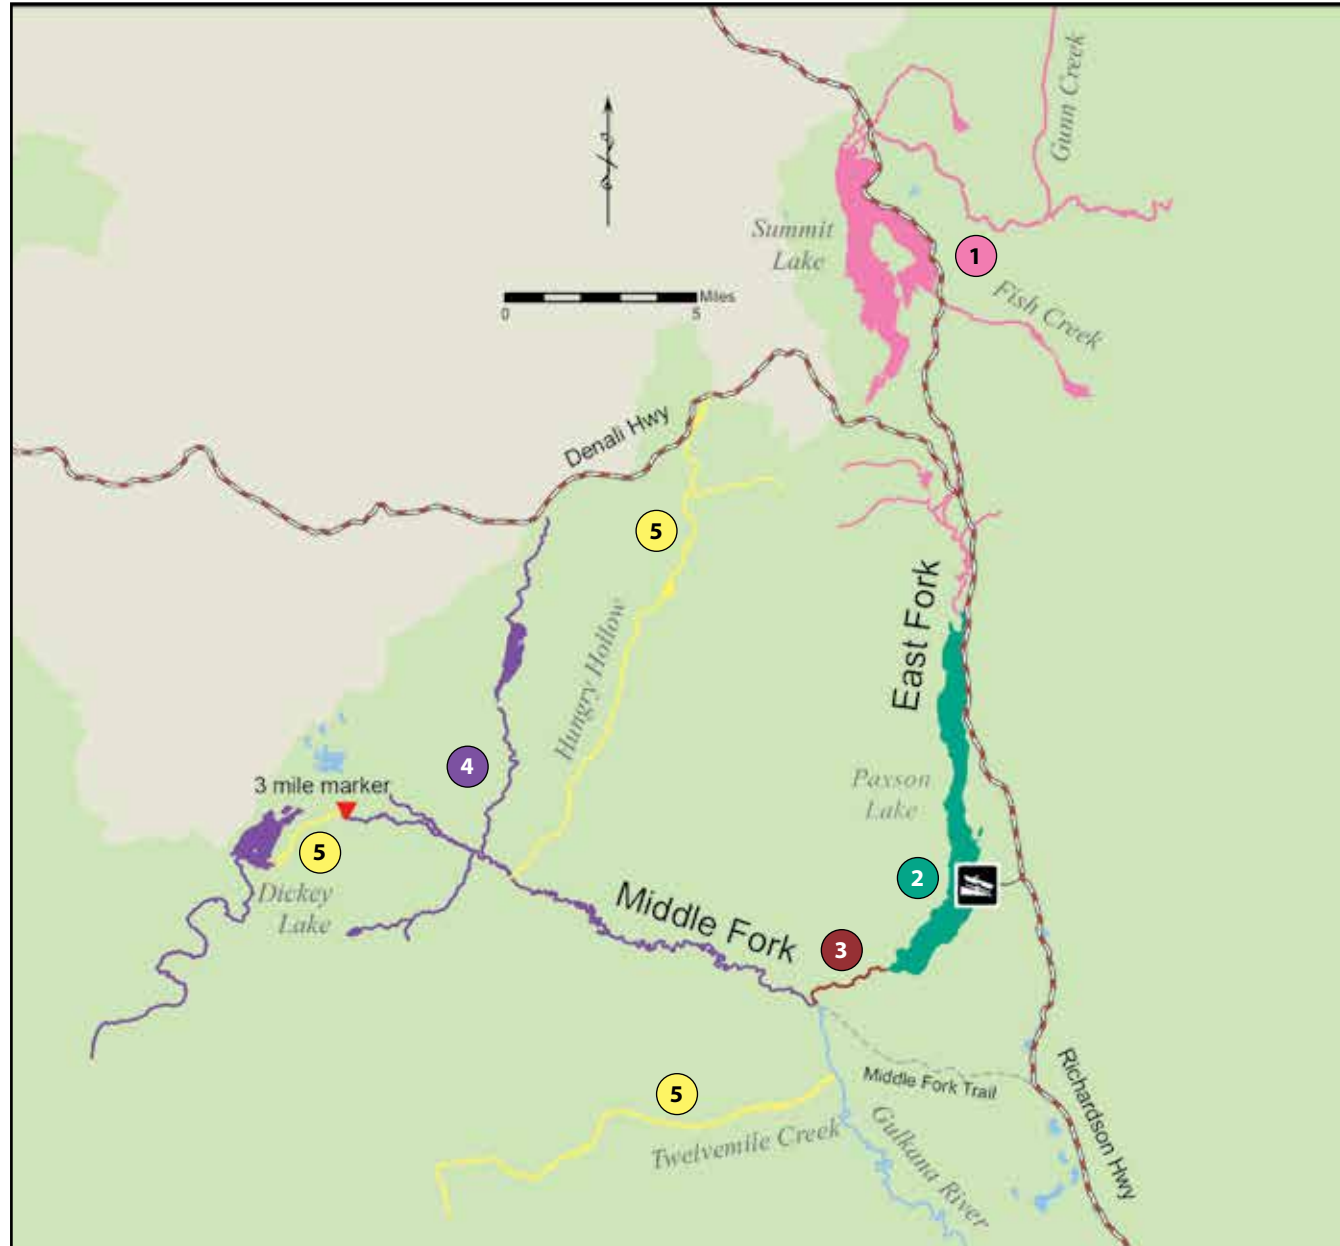 Gunn Creek
Summit
Lake
1
Fish Creek
Miles
0
5
Denali Hwy
5
Hungry Hollow
East Fork
4
3 mile marker
Paxson
Lake
5
2
Dickey
Lake
Middle Fork
3
Middle Fork Trail
Richardson Hwy
5
Twelvemile Creek
Gulkana River